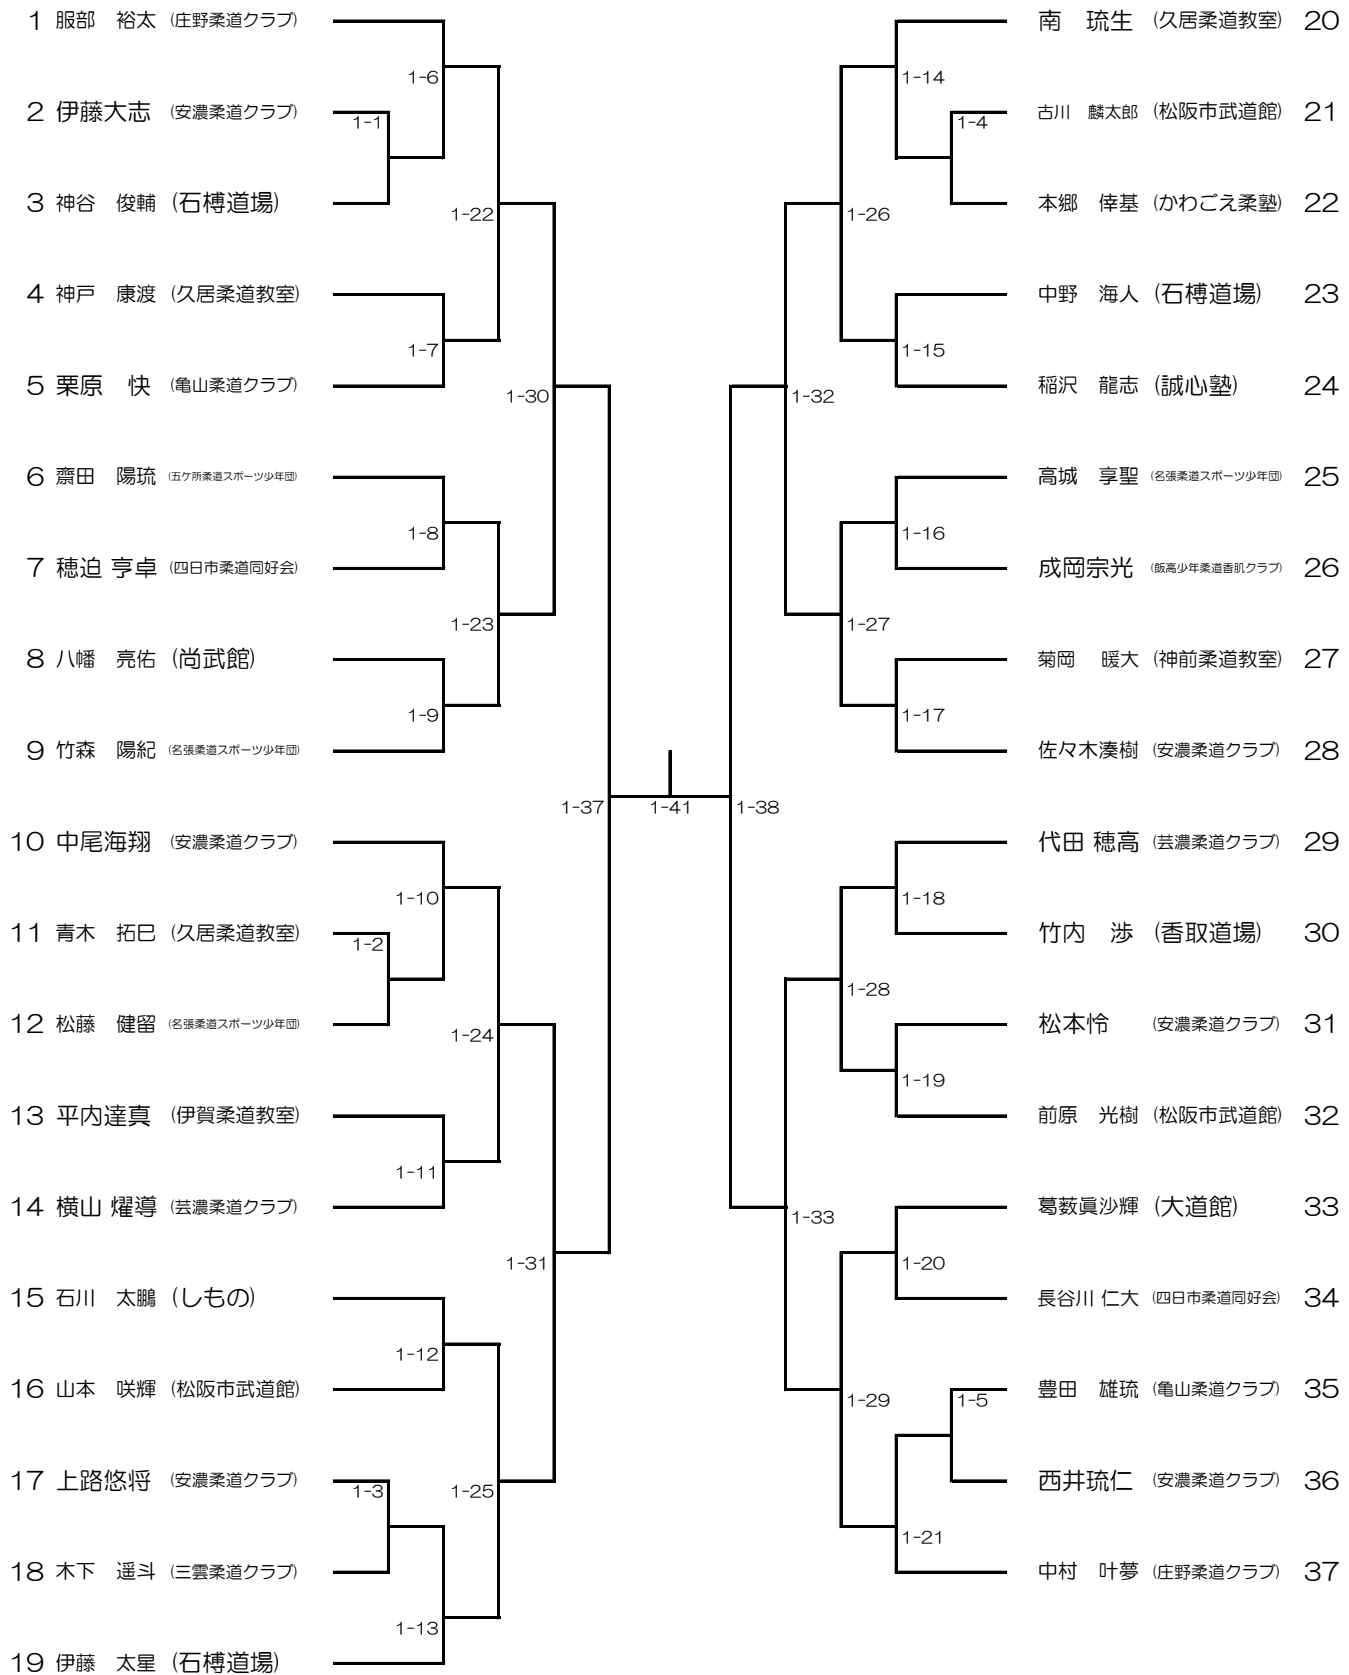 1 服部　裕太 (庄野柔道クラブ)
1-6
2 伊藤大志 (安濃柔道クラブ)
1-1
3 神谷　俊輔 (石榑道場)
1-22
4 神戸　康渡 (久居柔道教室)
1-7
5 栗原　快 (亀山柔道クラブ)
1-30
6 齋田　陽琉 (五ケ所柔道スポーツ少年団)
1-8
7 穂迫 亨卓 (四日市柔道同好会)
1-23
8 八幡　亮佑 (尚武館)
1-9
9 竹森　陽紀 (名張柔道スポーツ少年団)
1-37
10 中尾海翔 (安濃柔道クラブ)
1-10
11 青木　拓巳 (久居柔道教室)
1-2
12 松藤　健留 (名張柔道スポーツ少年団)
1-24
13 平内達真 (伊賀柔道教室)
1-11
14 横山 燿導 (芸濃柔道クラブ)
1-31
15 石川　太鵬 (しもの)
1-12
16 山本　咲輝 (松阪市武道館)
17 上路悠将 (安濃柔道クラブ)
1-3
1-25
18 木下　遥斗 (三雲柔道クラブ)
1-13
19 伊藤　太星 (石榑道場)
1-41
南　琉生 (久居柔道教室) 20
1-14
古川　麟太郎 (松阪市武道館) 21
1-4
本郷　倖基 (かわごえ柔塾) 22
1-26
中野　海人 (石榑道場) 23
1-15
稲沢　龍志 (誠心塾) 24
1-32
高城　享聖 (名張柔道スポーツ少年団) 25
1-16
成岡宗光 (飯高少年柔道香肌クラブ) 26
1-27
菊岡　暖大 (神前柔道教室) 27
1-17
佐々木湊樹 (安濃柔道クラブ) 28
1-38
代田 穂高 (芸濃柔道クラブ) 29
1-18
竹内　渉 (香取道場) 30
1-28
松本怜 (安濃柔道クラブ) 31
1-19
前原　光樹 (松阪市武道館) 32
葛薮眞沙輝 (大道館) 33
1-33
1-20
長谷川 仁大 (四日市柔道同好会) 34
豊田　雄琉 (亀山柔道クラブ) 35
1-5
1-29
西井琉仁 (安濃柔道クラブ) 36
1-21
中村　叶夢 (庄野柔道クラブ) 37